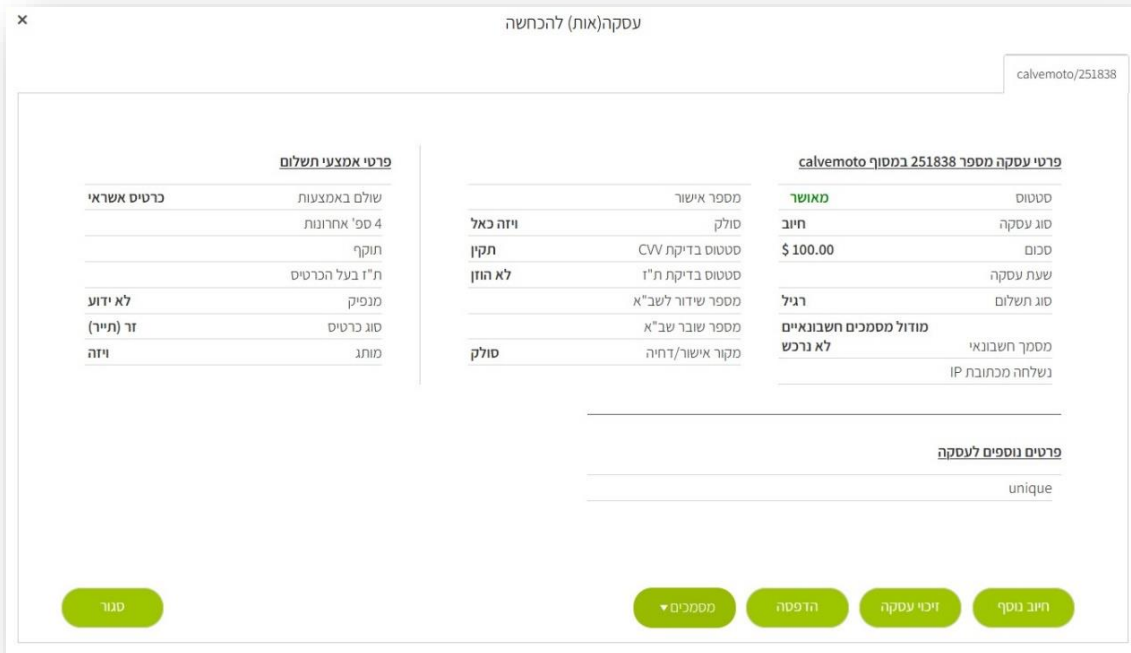 ×
עסקה(אות) להכחשה
calvemoto/251838
פרטי עסקה מספר 251838 במסוף calvemoto
סטטוס מאושר
סוג עסקה חיוב
סכום $ 100.00
שעת עסקה
סוג תשלום רגיל
מודול מסמכים חשבונאיים
מסמך חשבונאי לא נרכש
נשלחה מכתובת IP
מספר אישור
סולק ויזה כאל
סטטוס בדיקת CVV תקין
סטטוס בדיקת ת"ז לא הוזן
מספר שידור לשב"א
מספר שובר שב"א
מקור אישור/דחיה סולק
פרטי אמצעי תשלום
שולם באמצעות כרטיס אשראי
4 ספ' אחרונות
תוקף
ת"ז בעל הכרטיס
מנפיק לא ידוע
סוג כרטיס זר (תייר)
מותג ויזה
פרטים נוספים לעסקה
unique
חיוב נוסף
זיכוי עסקה
הדפסה
מסמכים ▾
סגור